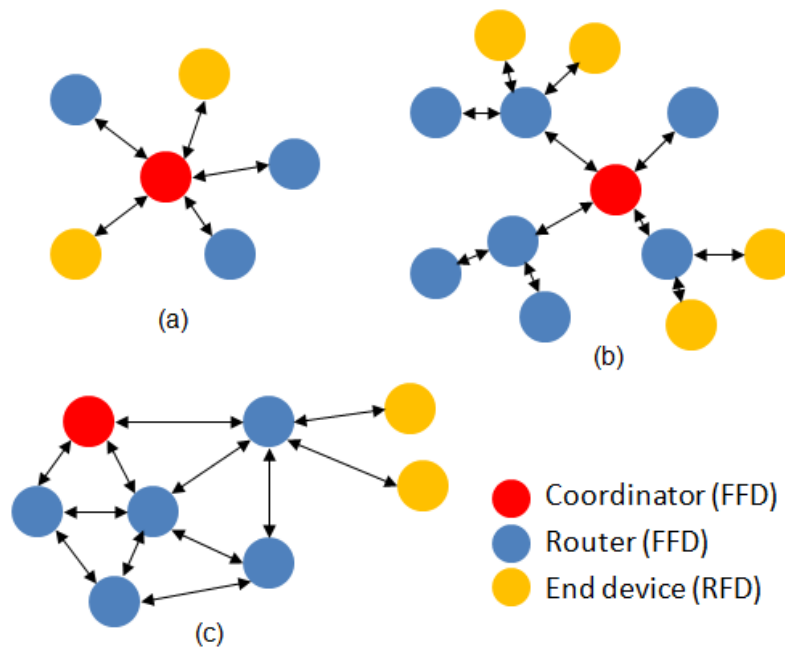 (a)
(b)
(c)
Coordinator (FFD)
Router (FFD)
End device (RFD)